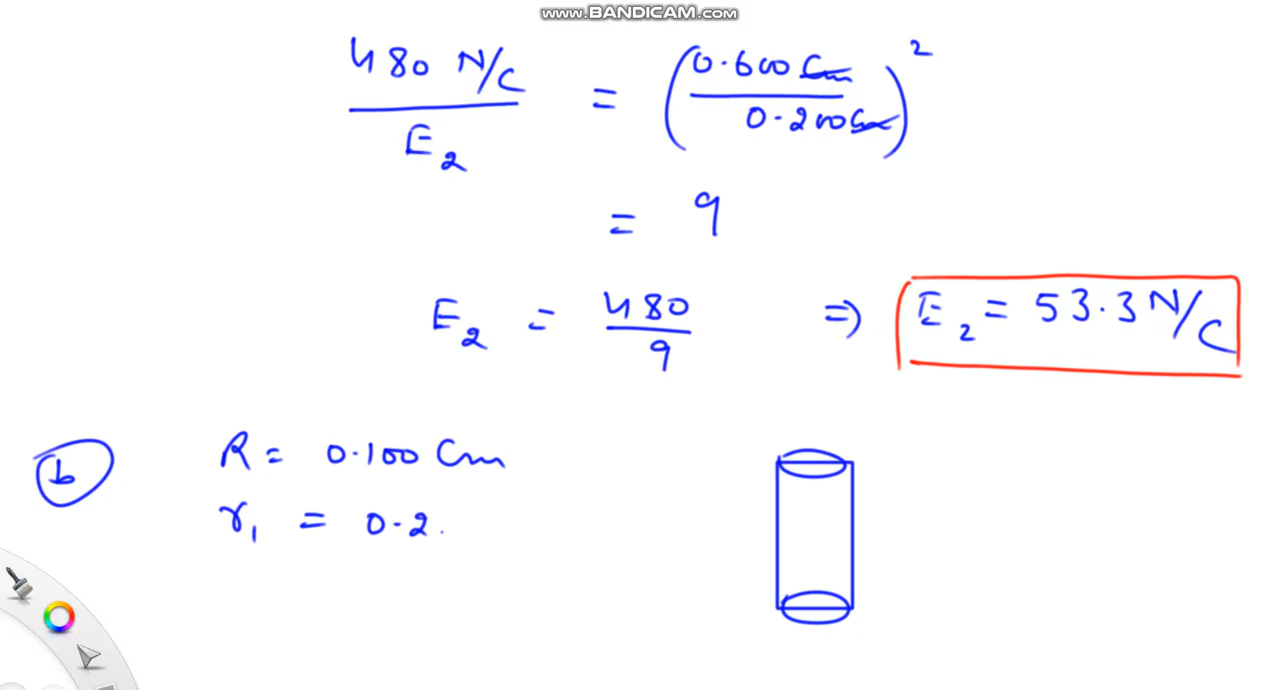 www.BANDICAM.com
480 N/C / E₂ = (0.600 cm / 0.200 cm)²
= 9
E₂ = 480 / 9 ⇒ E₂ = 53.3 N/C
b R = 0.100 Cm
r₁ = 0.2